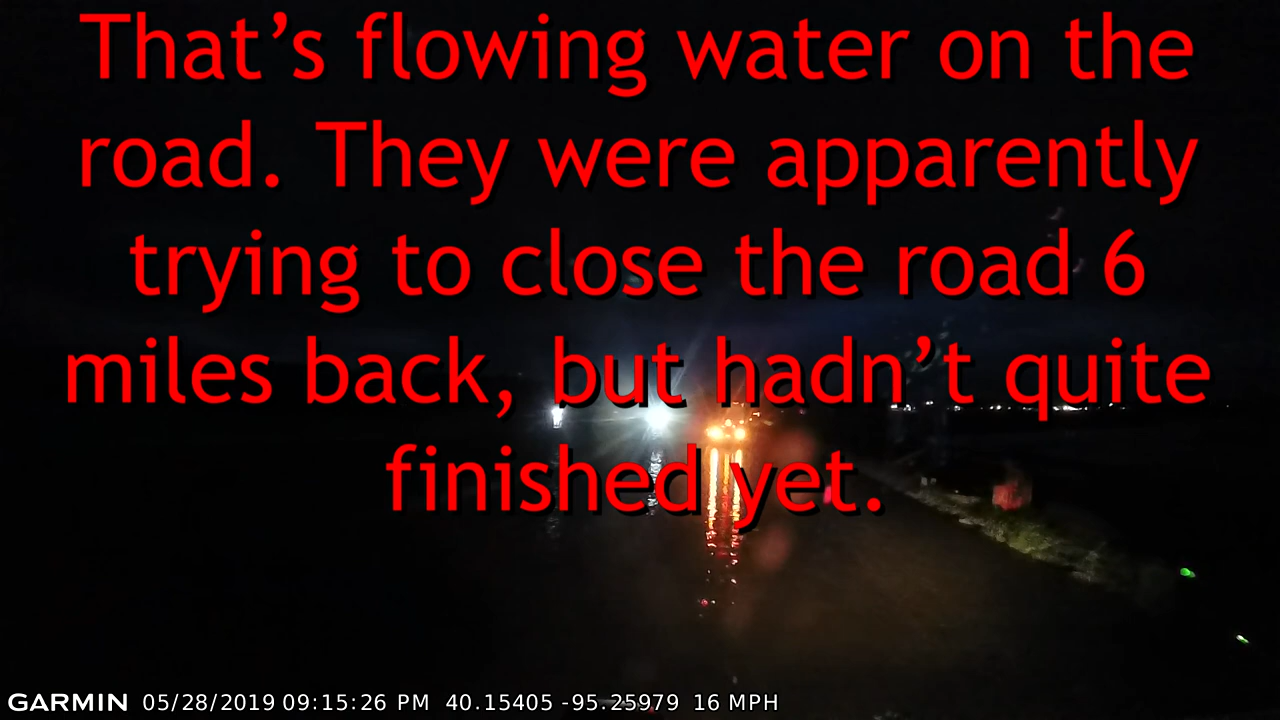 That’s flowing water on the
road. They were apparently
trying to close the road 6
miles back, but hadn’t quite
finished yet.
GARMIN 05/28/2019 09:15:26 PM 40.15405 -95.25979 16 MPH